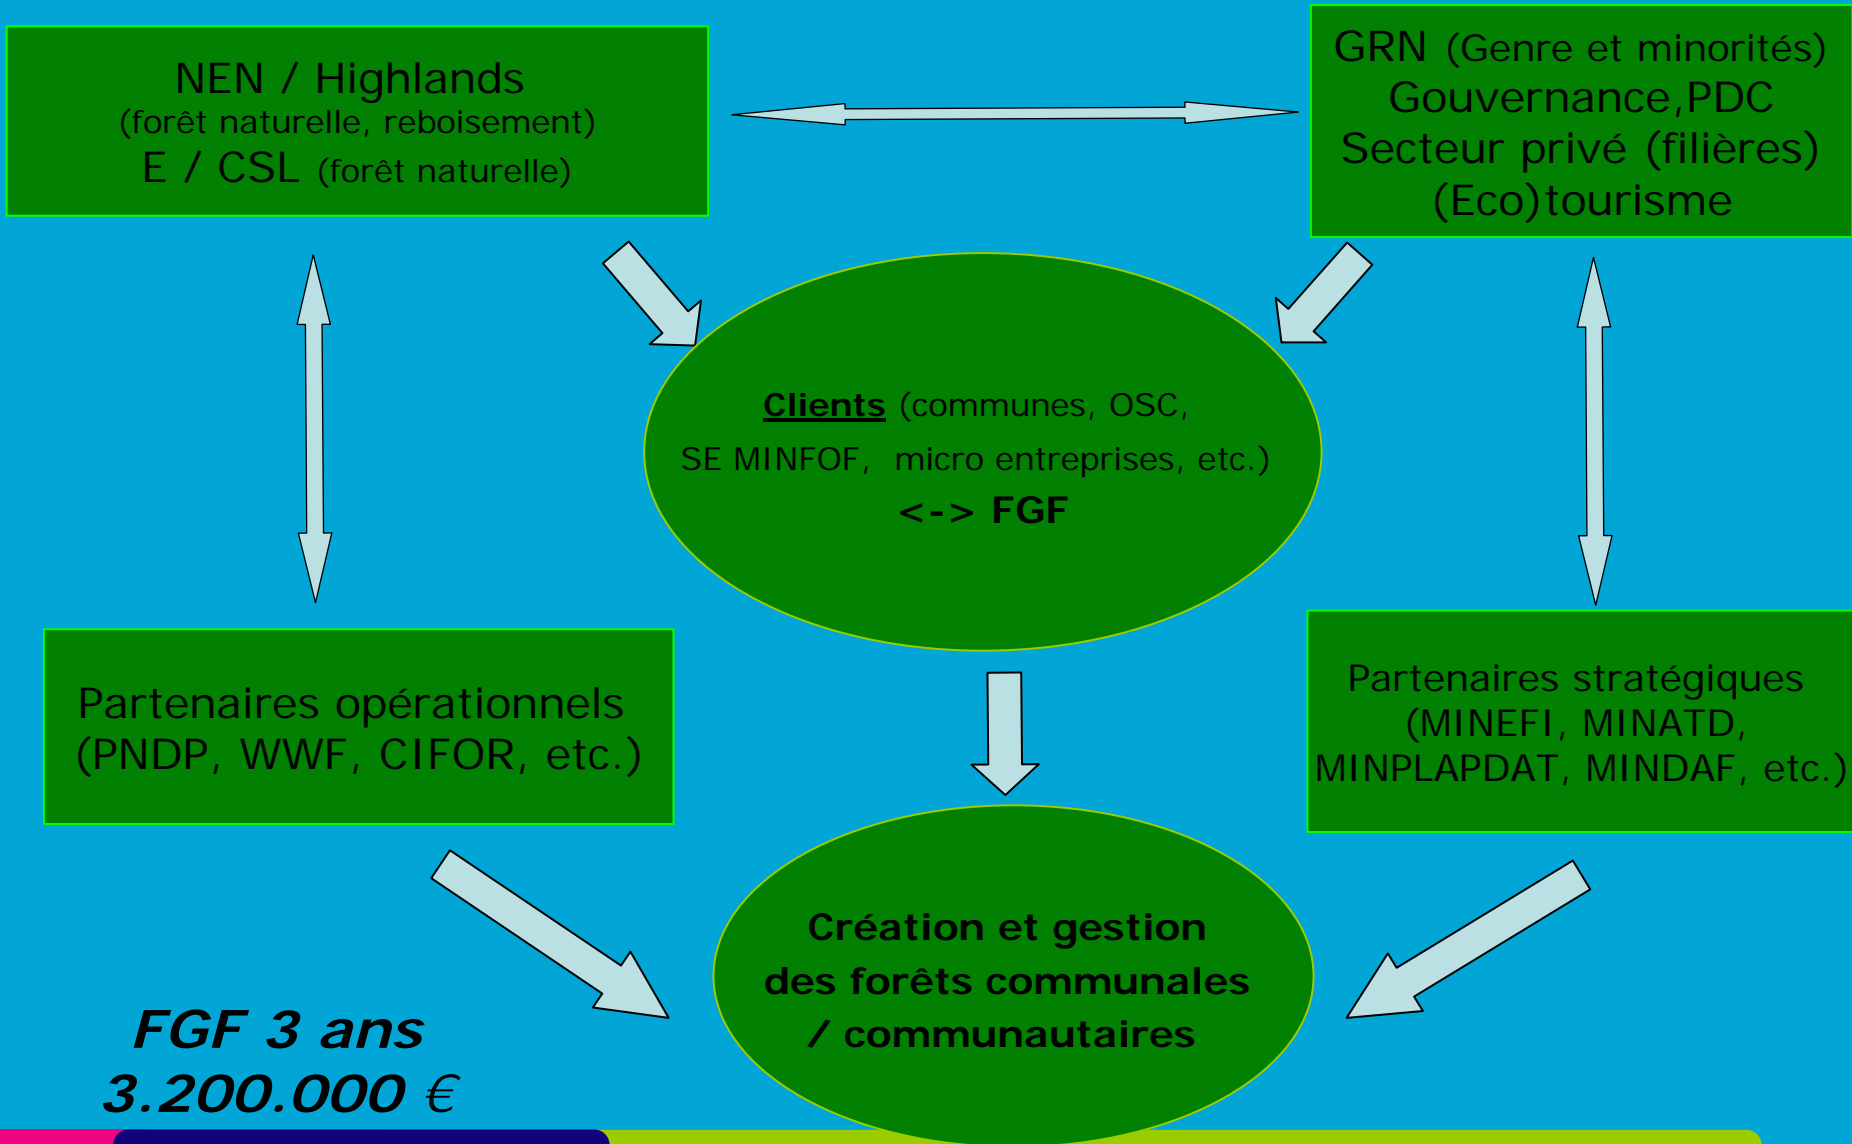 NEN / Highlands
(forêt naturelle, reboisement)
E / CSL (forêt naturelle)
GRN (Genre et minorités)
Gouvernance,PDC
Secteur privé (filières)
(Eco)tourisme
Clients (communes, OSC,
SE MINFOF, micro entreprises, etc.)
<-> FGF
Partenaires opérationnels
(PNDP, WWF, CIFOR, etc.)
Partenaires stratégiques
(MINEFI, MINATD,
MINPLAPDAT, MINDAF, etc.)
Création et gestion
des forêts communales
/ communautaires
FGF 3 ans
3.200.000 €